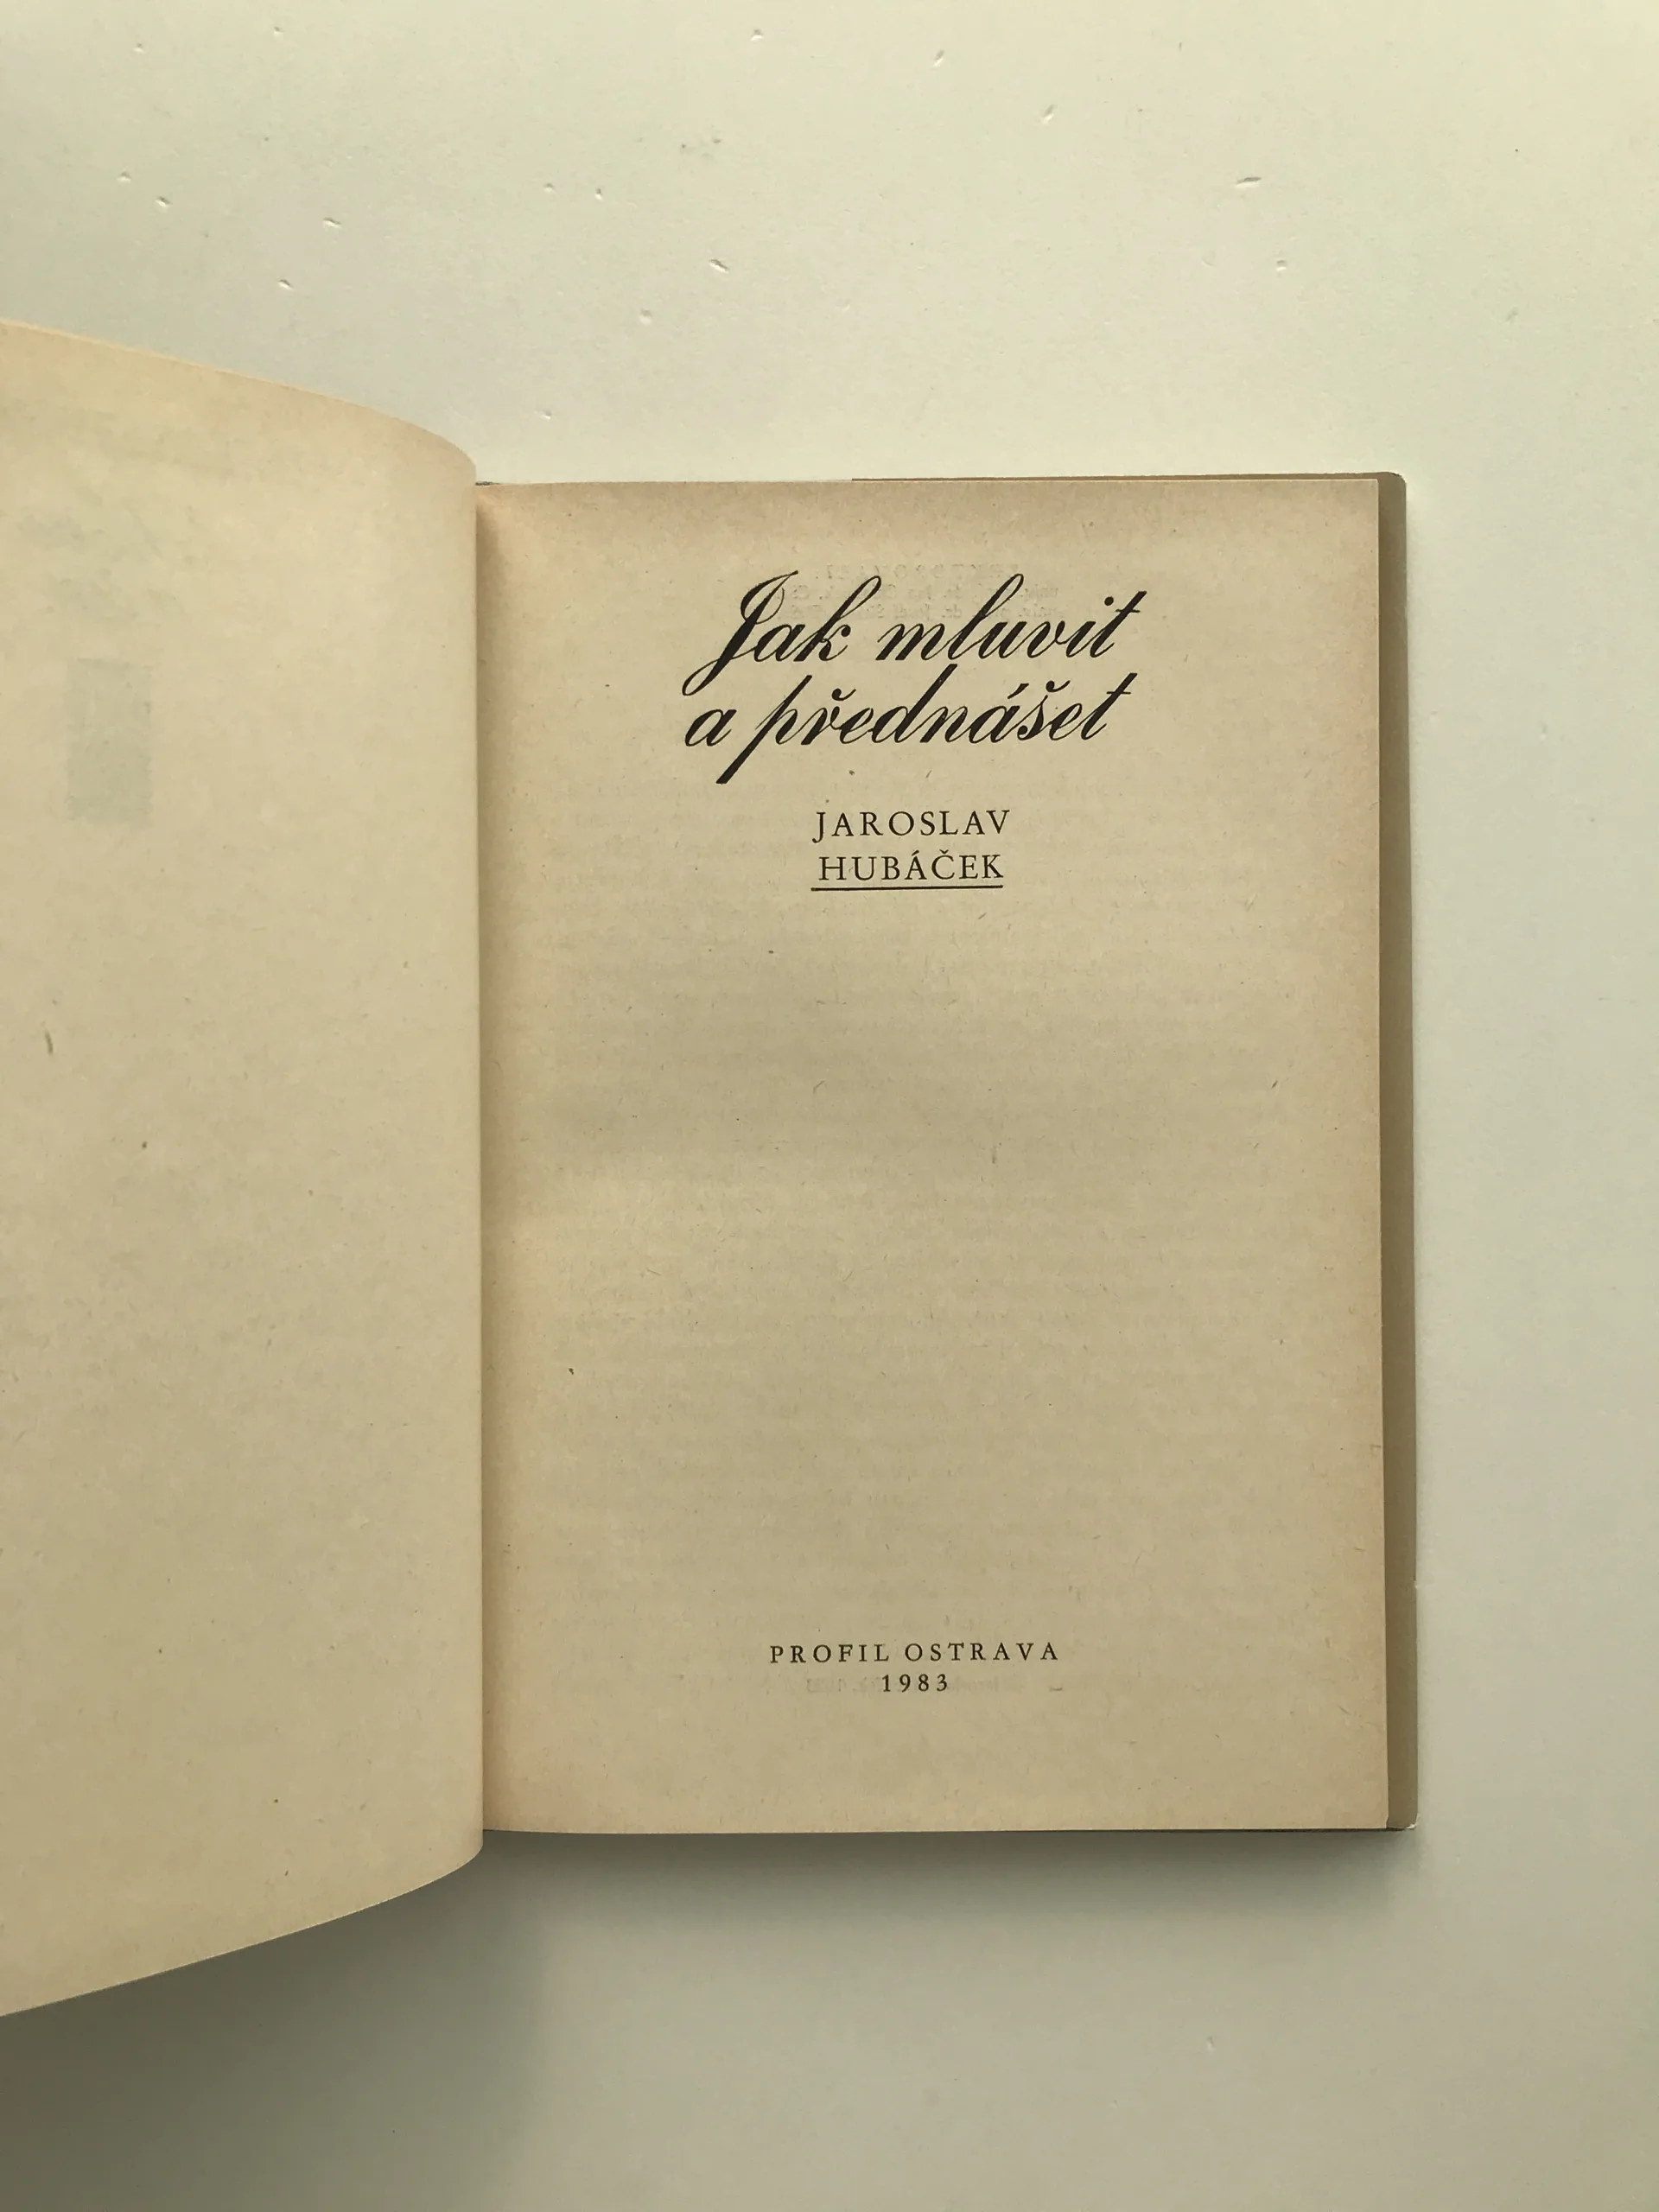 Jak mluvit
a přednášet
JAROSLAV
HUBÁČEK
PROFIL OSTRAVA
1983